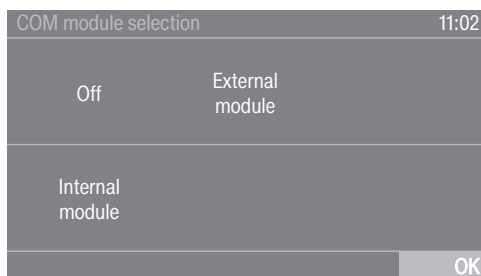 COM module selection 11:02
Off
External
module
Internal
module
OK